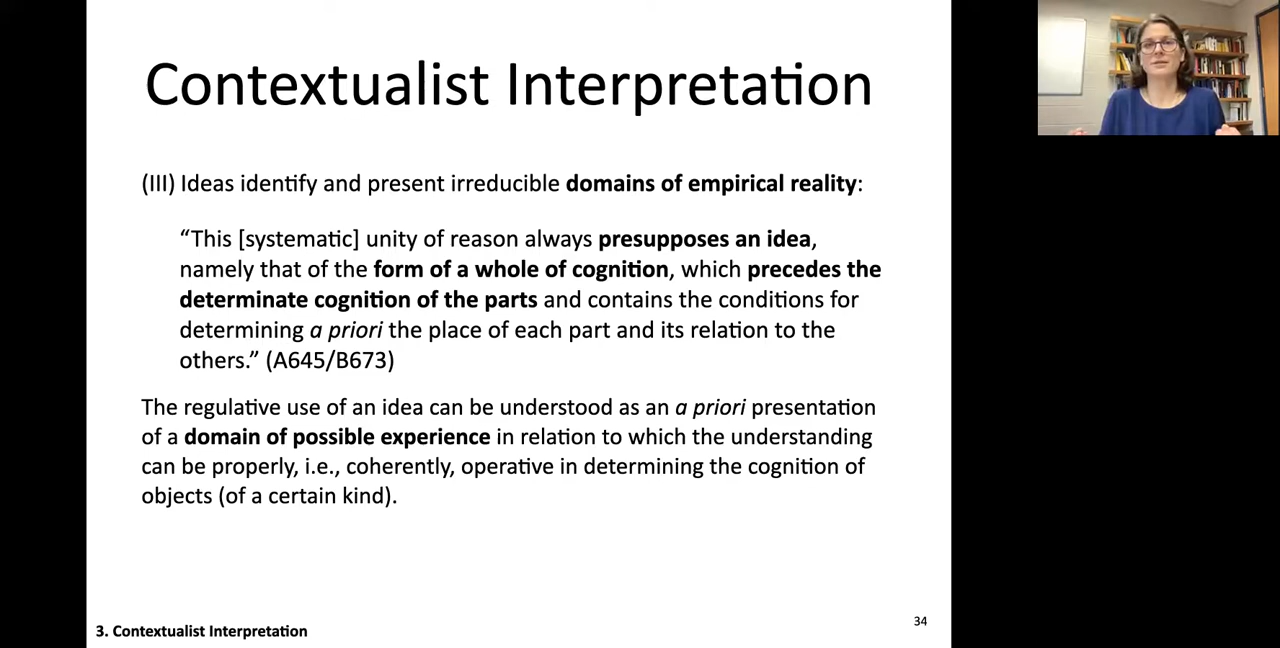 Contextualist Interpretation
(III) Ideas identify and present irreducible domains of empirical reality:
“This [systematic] unity of reason always presupposes an idea,
namely that of the form of a whole of cognition, which precedes the
determinate cognition of the parts and contains the conditions for
determining a priori the place of each part and its relation to the
others.” (A645/B673)
The regulative use of an idea can be understood as an a priori presentation
of a domain of possible experience in relation to which the understanding
can be properly, i.e., coherently, operative in determining the cognition of
objects (of a certain kind).
34
3. Contextualist Interpretation